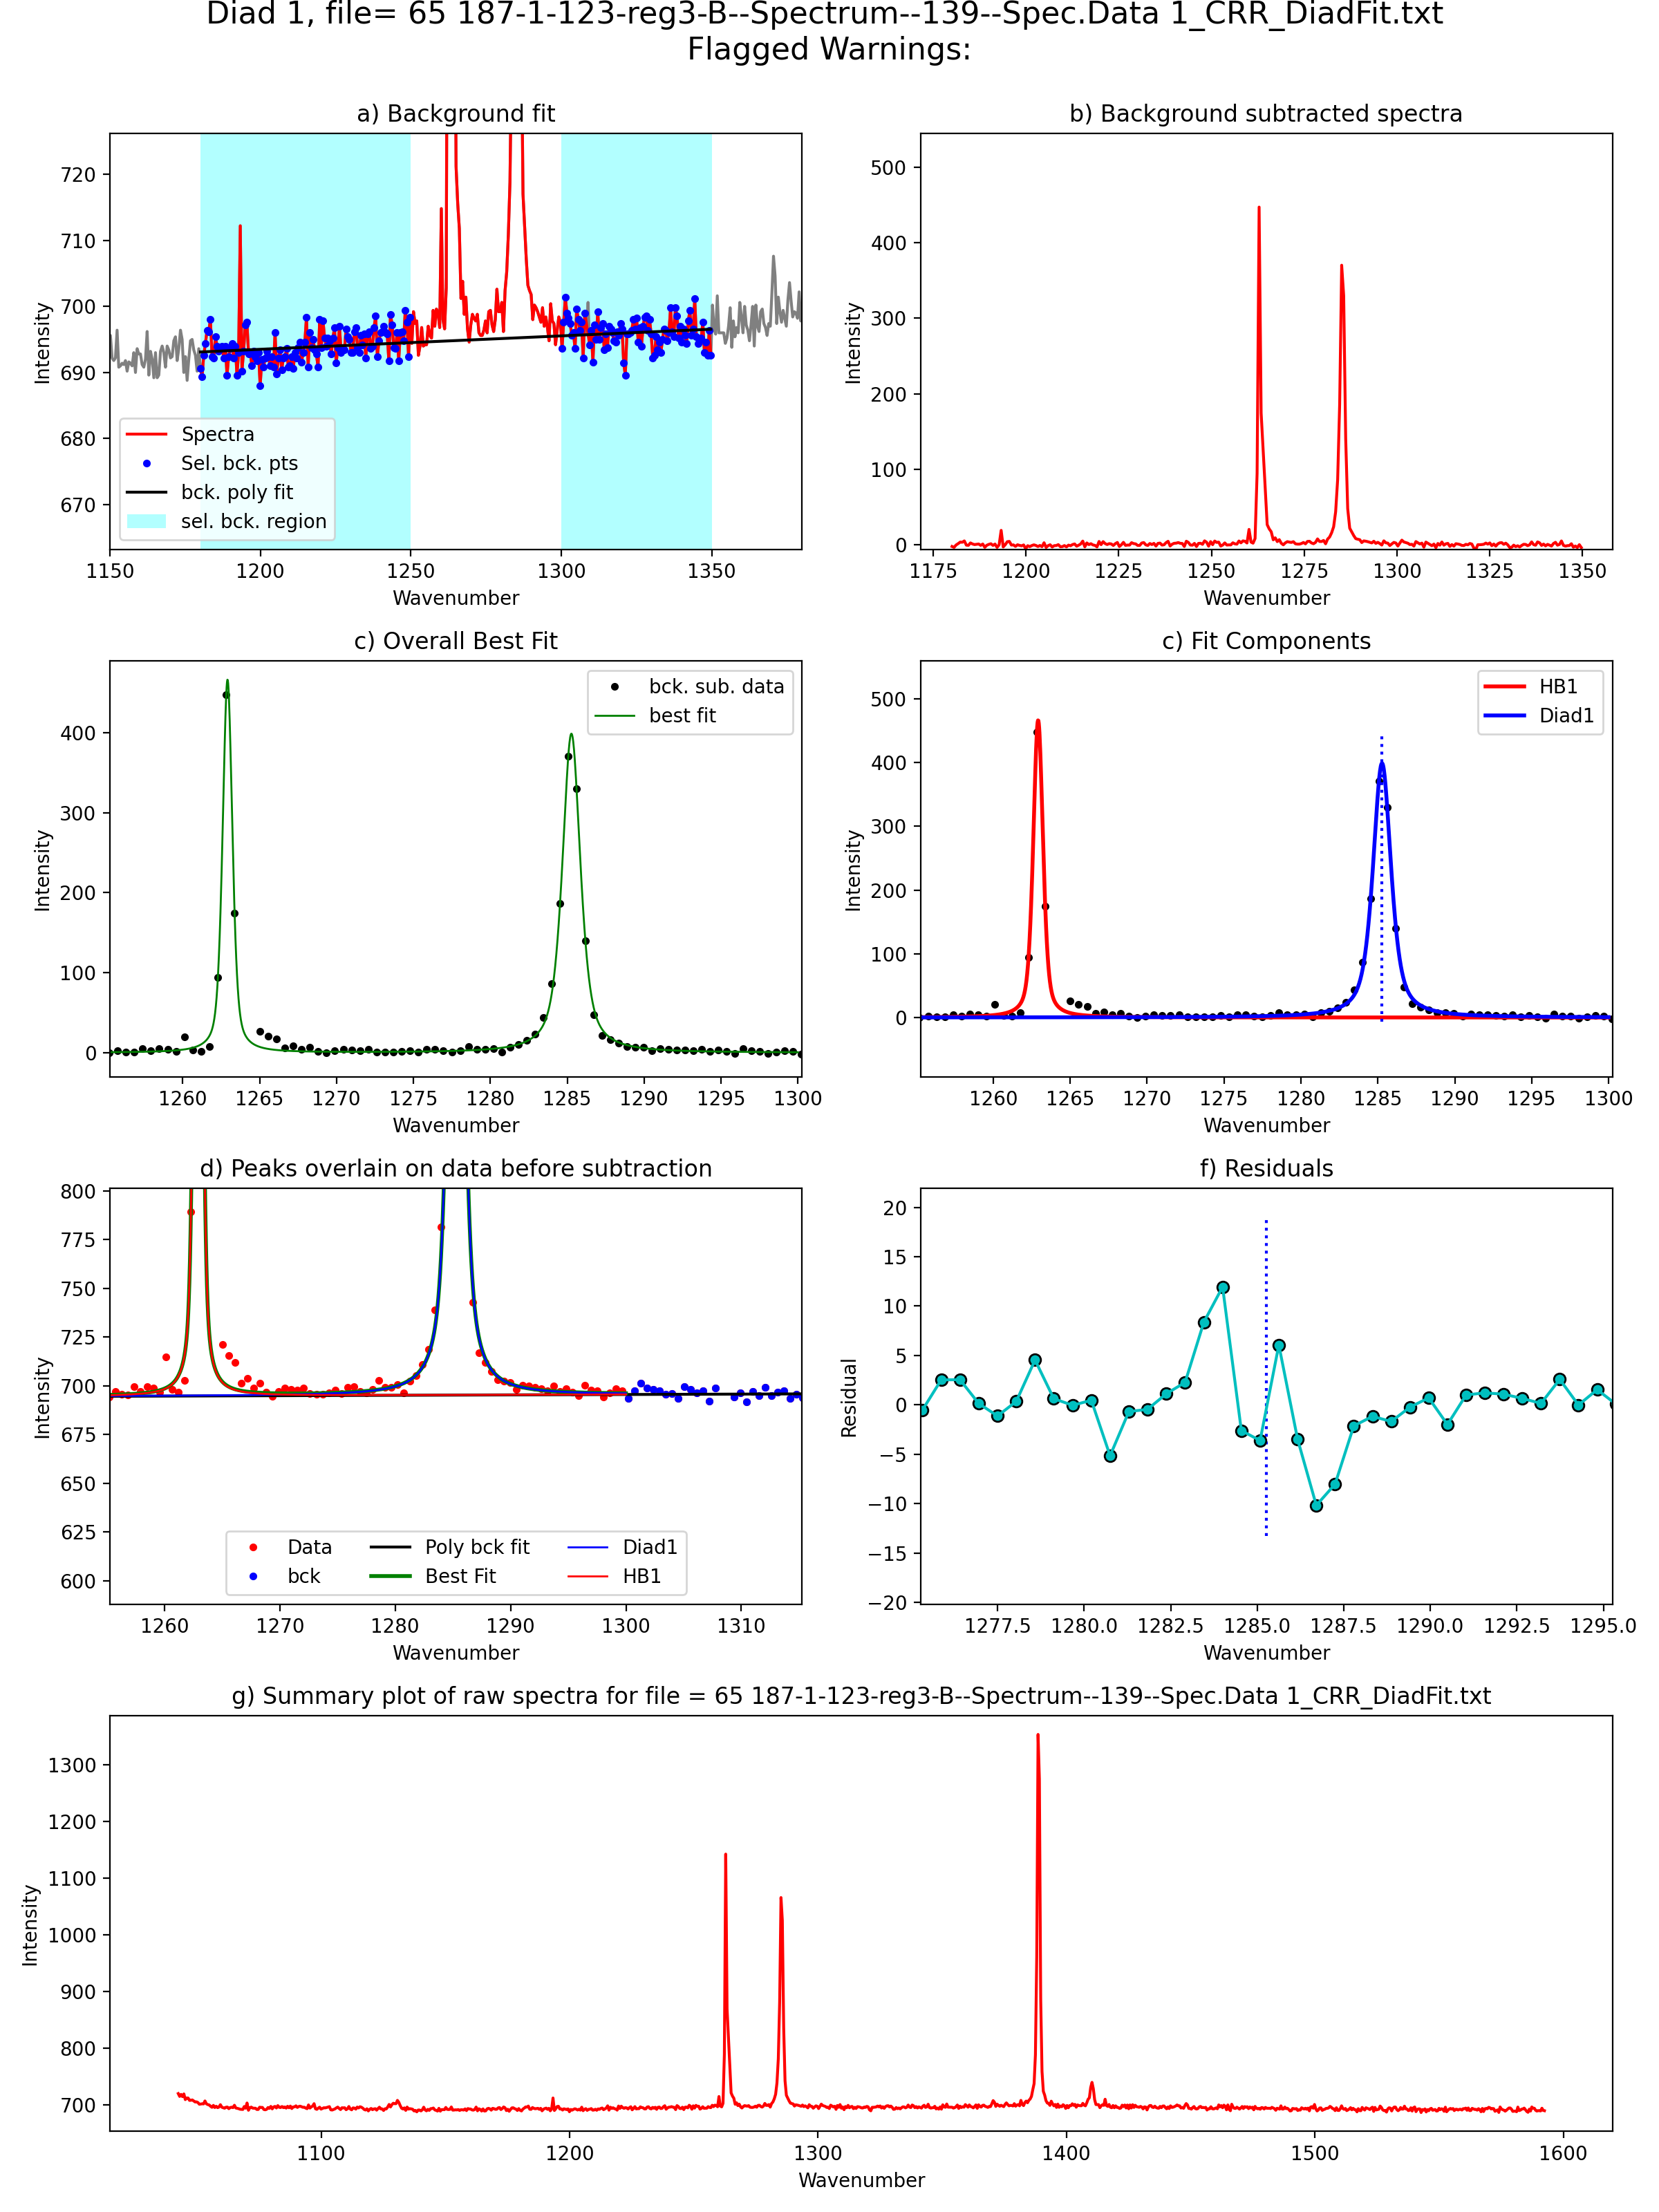 Diad 1, file= 65 187-1-123-reg3-B--Spectrum--139--Spec.Data 1_CRR_DiadFit.txt
Flagged Warnings:
a) Background fit
Intensity
720
710
700
690
680
670
Spectra
Sel. bck. pts
bck. poly fit
sel. bck. region
1150 1200 1250 1300 1350
Wavenumber
b) Background subtracted spectra
Intensity
500
400
300
200
100
0
1175 1200 1225 1250 1275 1300 1325 1350
Wavenumber
c) Overall Best Fit
Intensity
400
300
200
100
0
bck. sub. data
best fit
1260 1265 1270 1275 1280 1285 1290 1295 1300
Wavenumber
c) Fit Components
Intensity
500
400
300
200
100
0
HB1
Diad1
1260 1265 1270 1275 1280 1285 1290 1295 1300
Wavenumber
d) Peaks overlain on data before subtraction
Intensity
800
775
750
725
700
675
650
625
600
Data Poly bck fit Diad1
bck Best Fit HB1
1260 1270 1280 1290 1300 1310
Wavenumber
f) Residuals
Residual
20
15
10
5
0
−5
−10
−15
−20
1277.5 1280.0 1282.5 1285.0 1287.5 1290.0 1292.5 1295.0
Wavenumber
g) Summary plot of raw spectra for file = 65 187-1-123-reg3-B--Spectrum--139--Spec.Data 1_CRR_DiadFit.txt
Intensity
1300
1200
1100
1000
900
800
700
1100 1200 1300 1400 1500 1600
Wavenumber